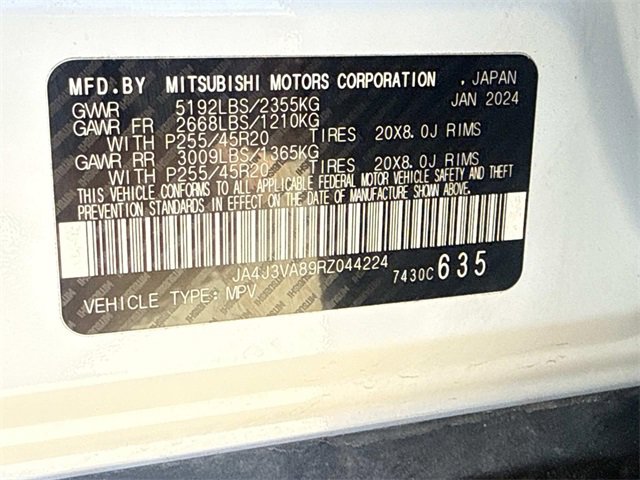 MFD.BY MITSUBISHI MOTORS CORPORATION . JAPAN
GVWR 5192LBS/2355KG JAN 2024
GAWR FR 2668LBS/1210KG
WITH P255/45R20 TIRES 20X8.0J RIMS
GAWR RR 3009LBS/1365KG
WITH P255/45R20 TIRES 20X8.0J RIMS
THIS VEHICLE CONFORMS TO ALL APPLICABLE FEDERAL MOTOR VEHICLE SAFETY AND THEFT
PREVENTION STANDARDS IN EFFECT ON THE DATE OF MANUFACTURE SHOWN ABOVE.
JA4J3VA89RZ044224 7430C 635
VEHICLE TYPE: MPV